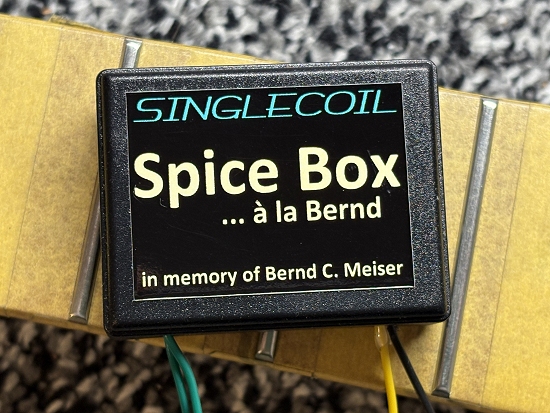 SINGLECOIL
Spice Box
... à la Bernd
in memory of Bernd C. Meiser